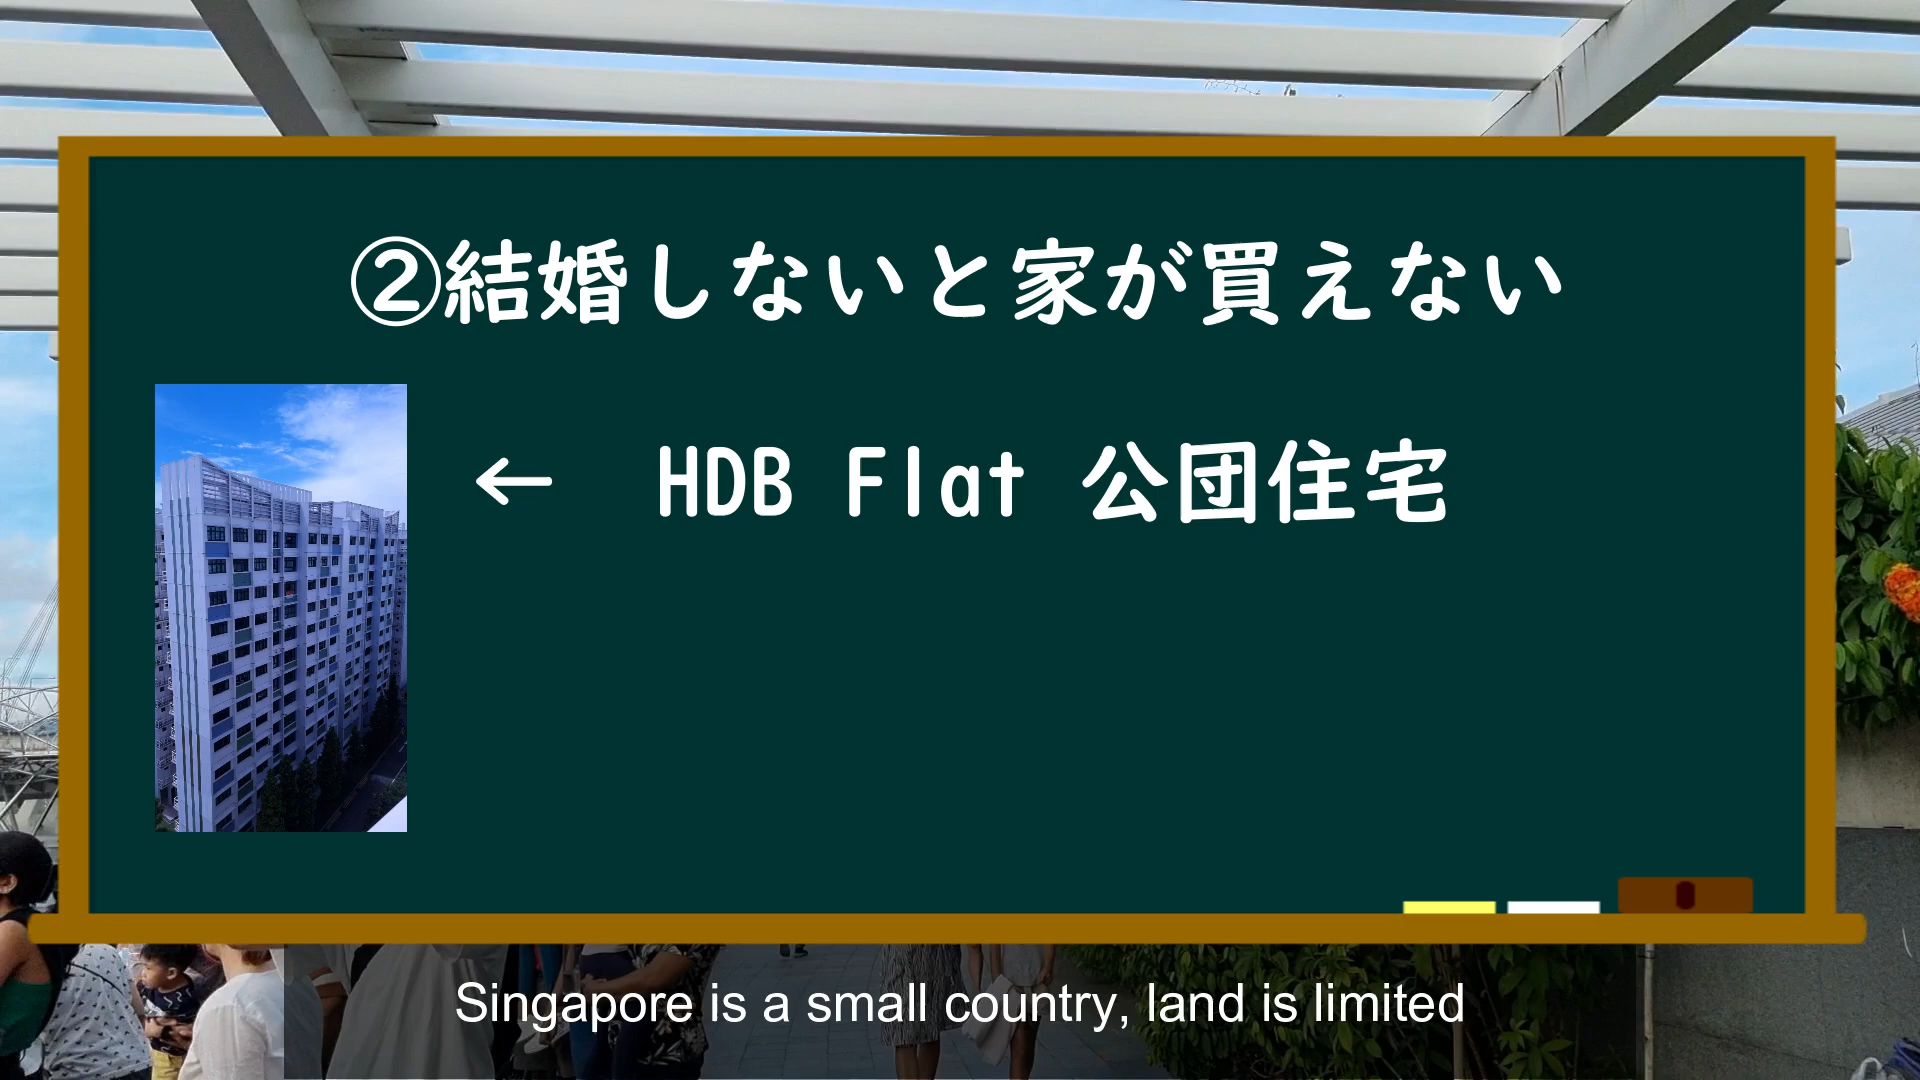 ②結婚しないと家が買えない
← HDB Flat 公団住宅
Singapore is a small country, land is limited